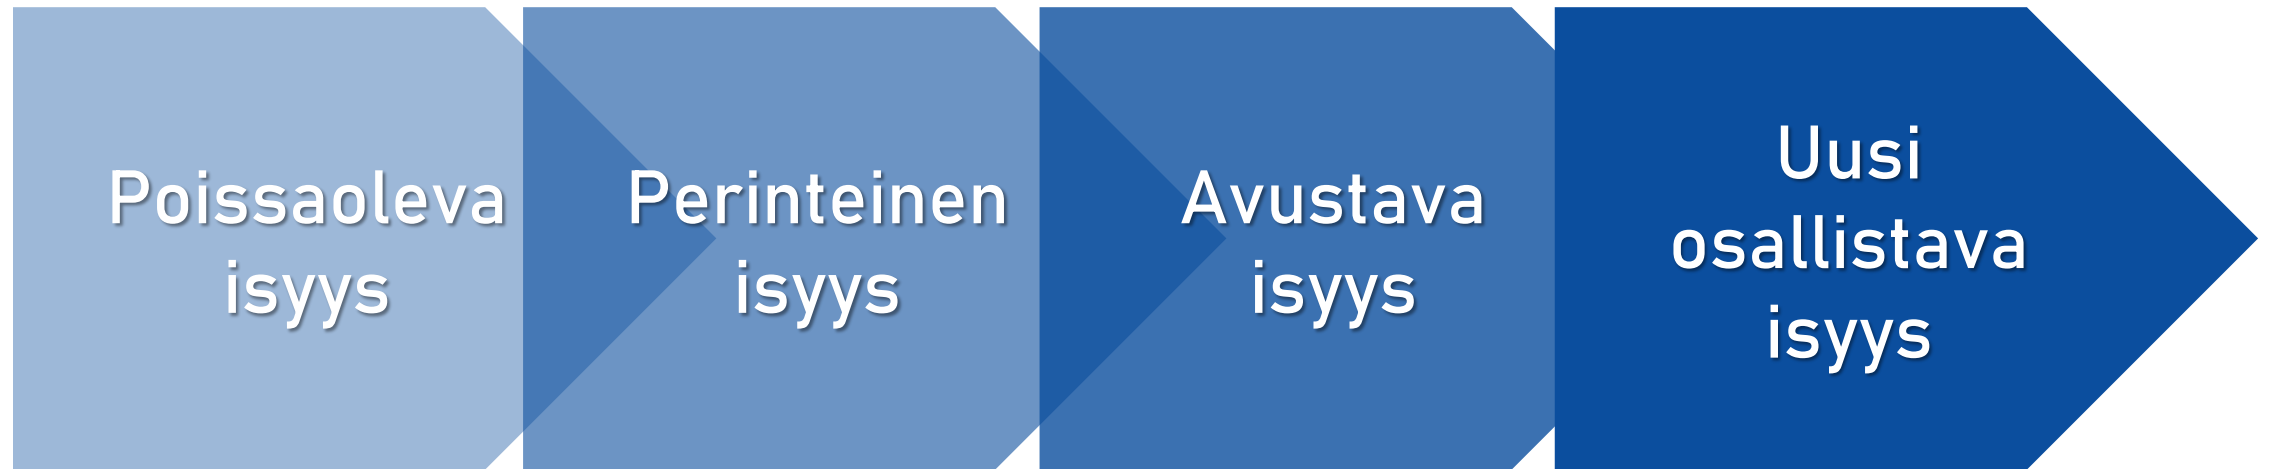 Poissaoleva
isyys
Perinteinen
isyys
Avustava
isyys
Uusi
osallistava
isyys